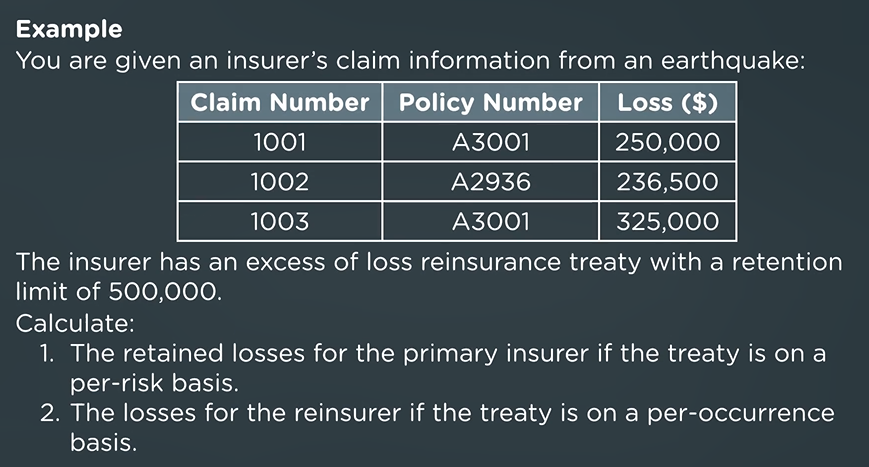 Example
You are given an insurer’s claim information from an earthquake:
Claim Number Policy Number Loss ($)
1001 A3001 250,000
1002 A2936 236,500
1003 A3001 325,000
The insurer has an excess of loss reinsurance treaty with a retention
limit of 500,000.
Calculate:
1. The retained losses for the primary insurer if the treaty is on a
per-risk basis.
2. The losses for the reinsurer if the treaty is on a per-occurrence
basis.